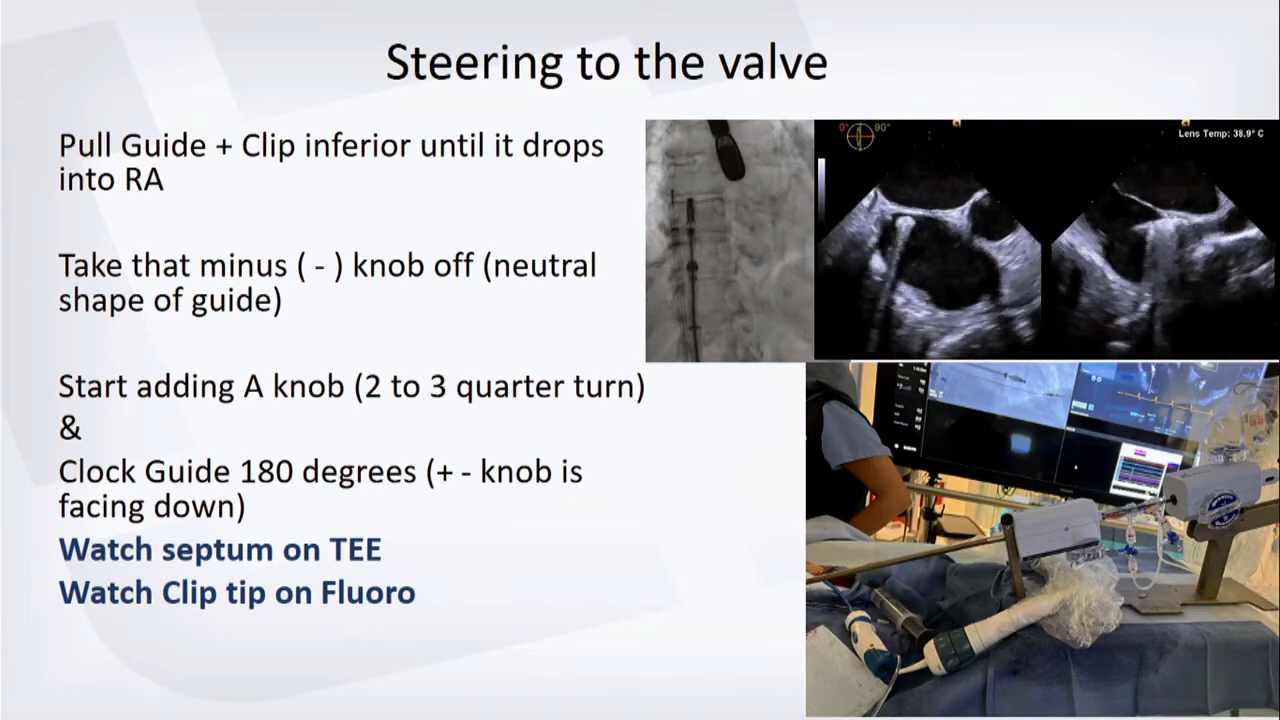 Steering to the valve
Pull Guide + Clip inferior until it drops
into RA
Take that minus ( - ) knob off (neutral
shape of guide)
Start adding A knob (2 to 3 quarter turn)
&
Clock Guide 180 degrees (+ - knob is
facing down)
Watch septum on TEE
Watch Clip tip on Fluoro
0° 90°
Lens Temp: 38.9° C